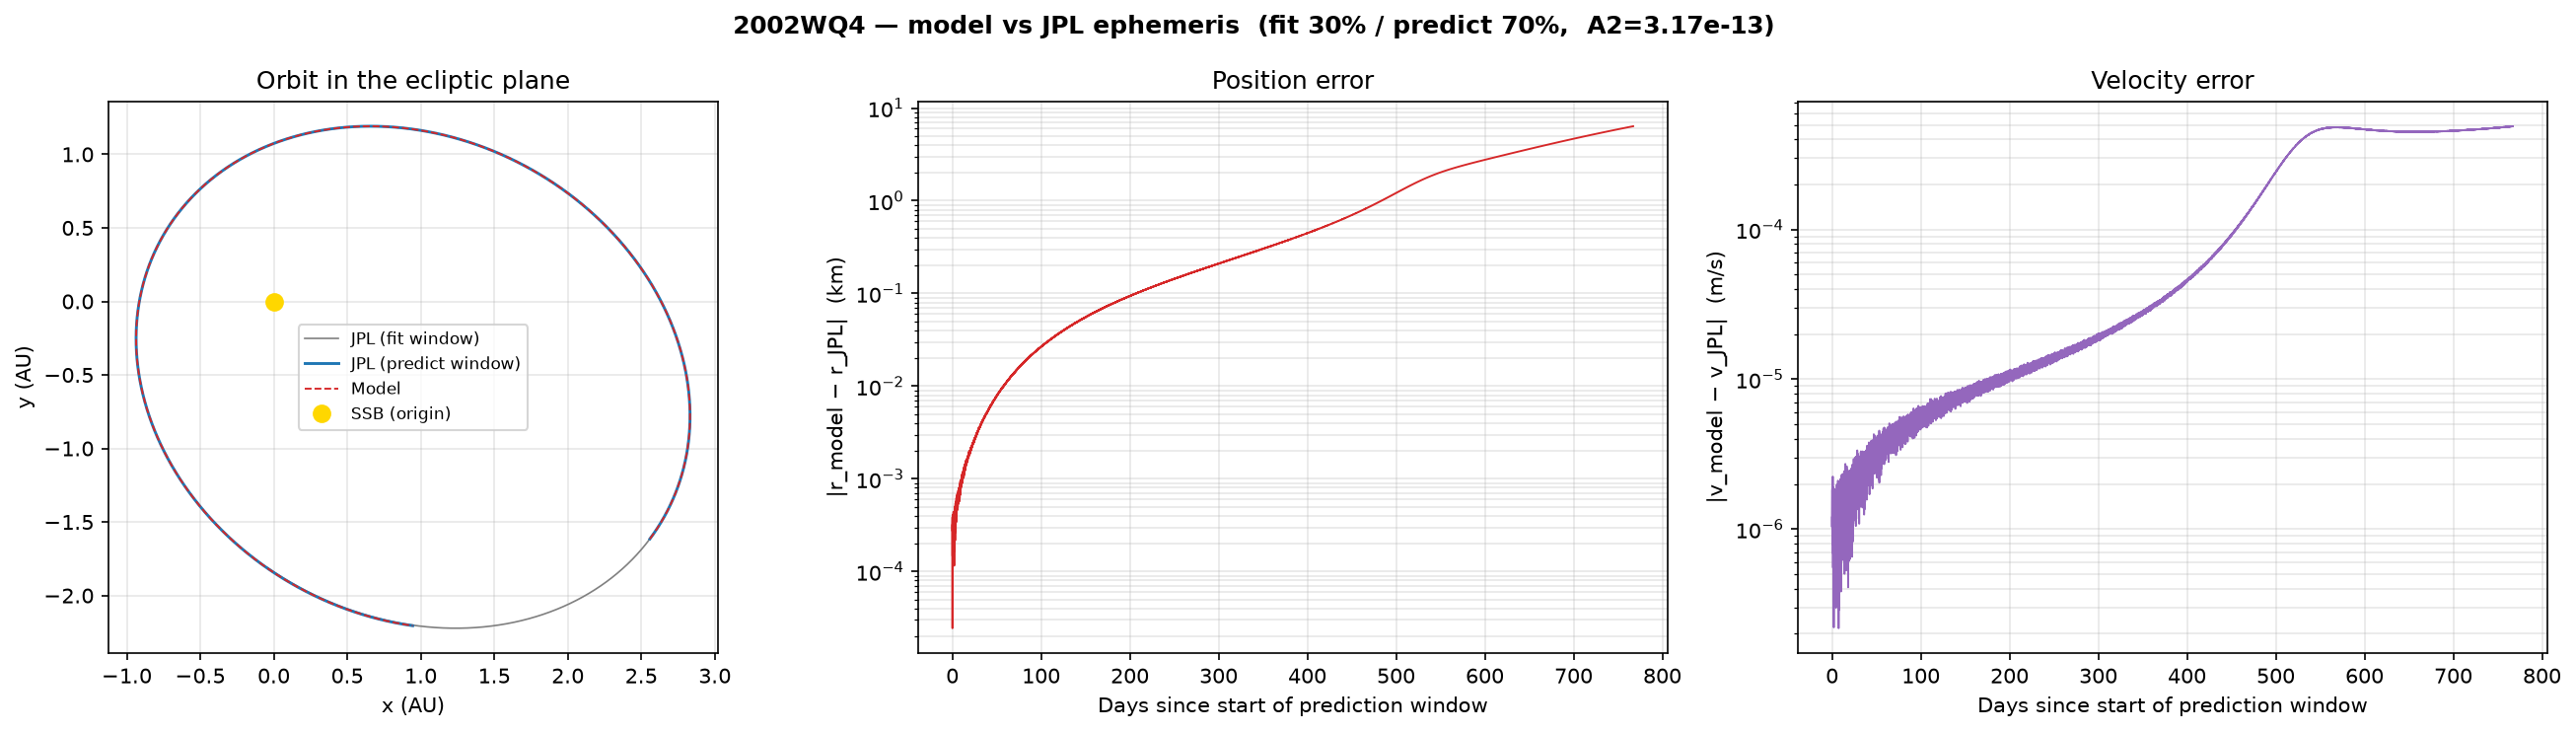 2002WQ4 — model vs JPL ephemeris (fit 30% / predict 70%, A2=3.17e-13)
Orbit in the ecliptic plane
y (AU)
1.0
0.5
0.0
−0.5
−1.0
−1.5
−2.0
JPL (fit window)
JPL (predict window)
Model
SSB (origin)
−1.0 −0.5 0.0 0.5 1.0 1.5 2.0 2.5 3.0
x (AU)
Position error
|r_model − r_JPL| (km)
10¹
10⁰
10⁻¹
10⁻²
10⁻³
10⁻⁴
0 100 200 300 400 500 600 700 800
Days since start of prediction window
Velocity error
|v_model − v_JPL| (m/s)
10⁻⁴
10⁻⁵
10⁻⁶
0 100 200 300 400 500 600 700 800
Days since start of prediction window